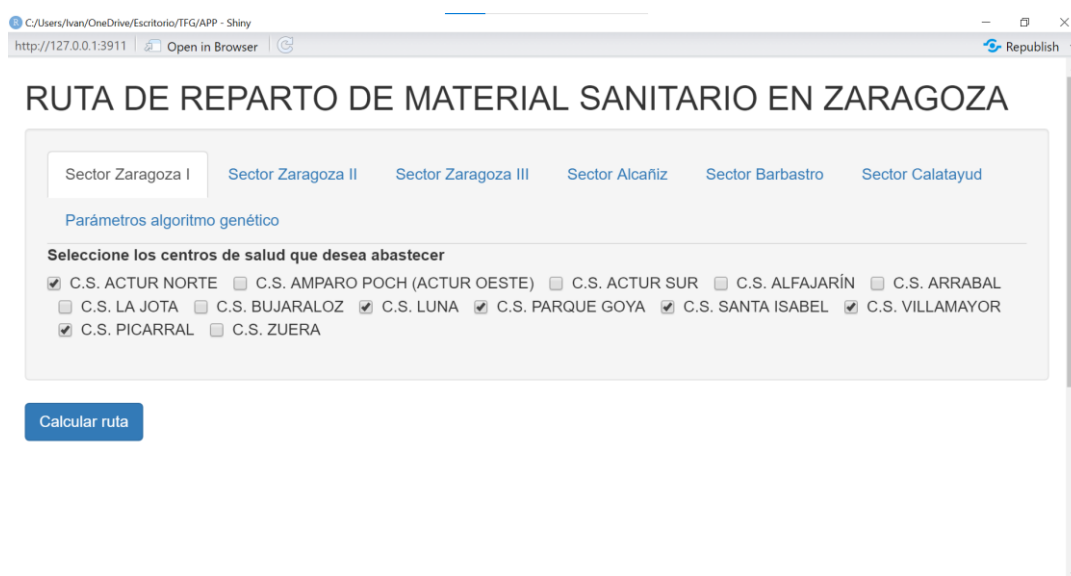 C:/Users/Ivan/OneDrive/Escritorio/TFG/APP - Shiny
http://127.0.0.1:3911 Open in Browser Republish
RUTA DE REPARTO DE MATERIAL SANITARIO EN ZARAGOZA
Sector Zaragoza I Sector Zaragoza II Sector Zaragoza III Sector Alcañiz Sector Barbastro Sector Calatayud
Parámetros algoritmo genético
Seleccione los centros de salud que desea abastecer
C.S. ACTUR NORTE C.S. AMPARO POCH (ACTUR OESTE) C.S. ACTUR SUR C.S. ALFAJARÍN C.S. ARRABAL
C.S. LA JOTA C.S. BUJARALOZ C.S. LUNA C.S. PARQUE GOYA C.S. SANTA ISABEL C.S. VILLAMAYOR
C.S. PICARRAL C.S. ZUERA
Calcular ruta